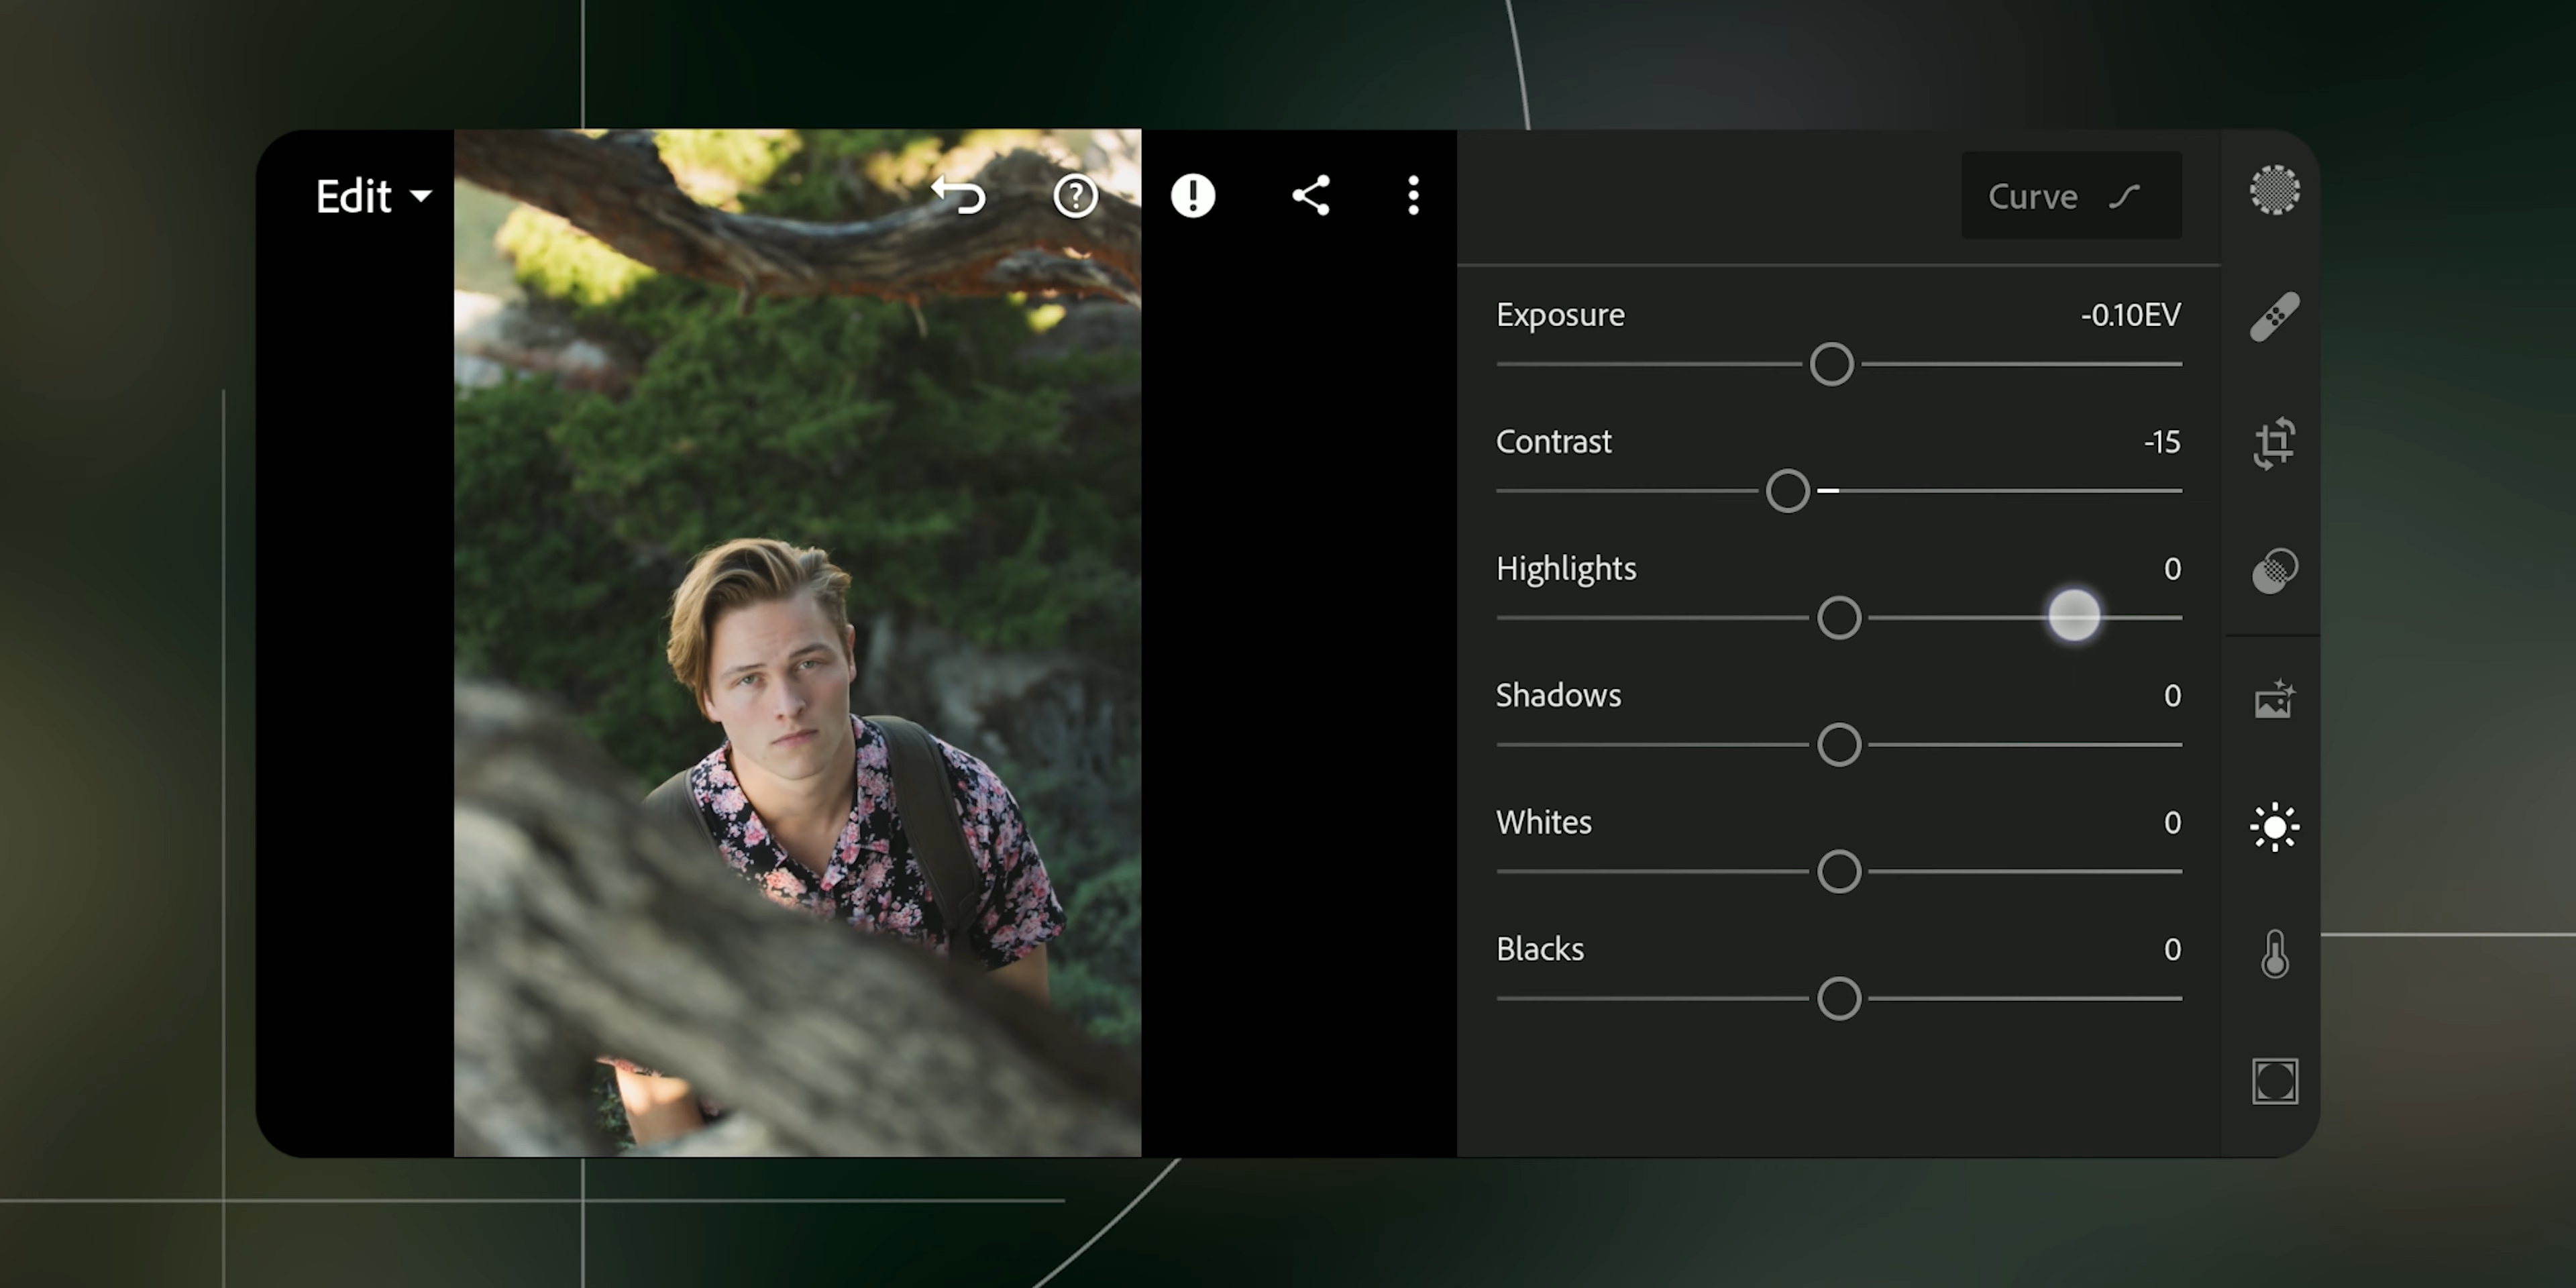 Edit
Curve
Exposure -0.10EV
Contrast -15
Highlights 0
Shadows 0
Whites 0
Blacks 0